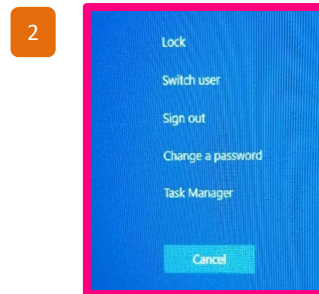 2
Lock
Switch user
Sign out
Change a password
Task Manager
Cancel